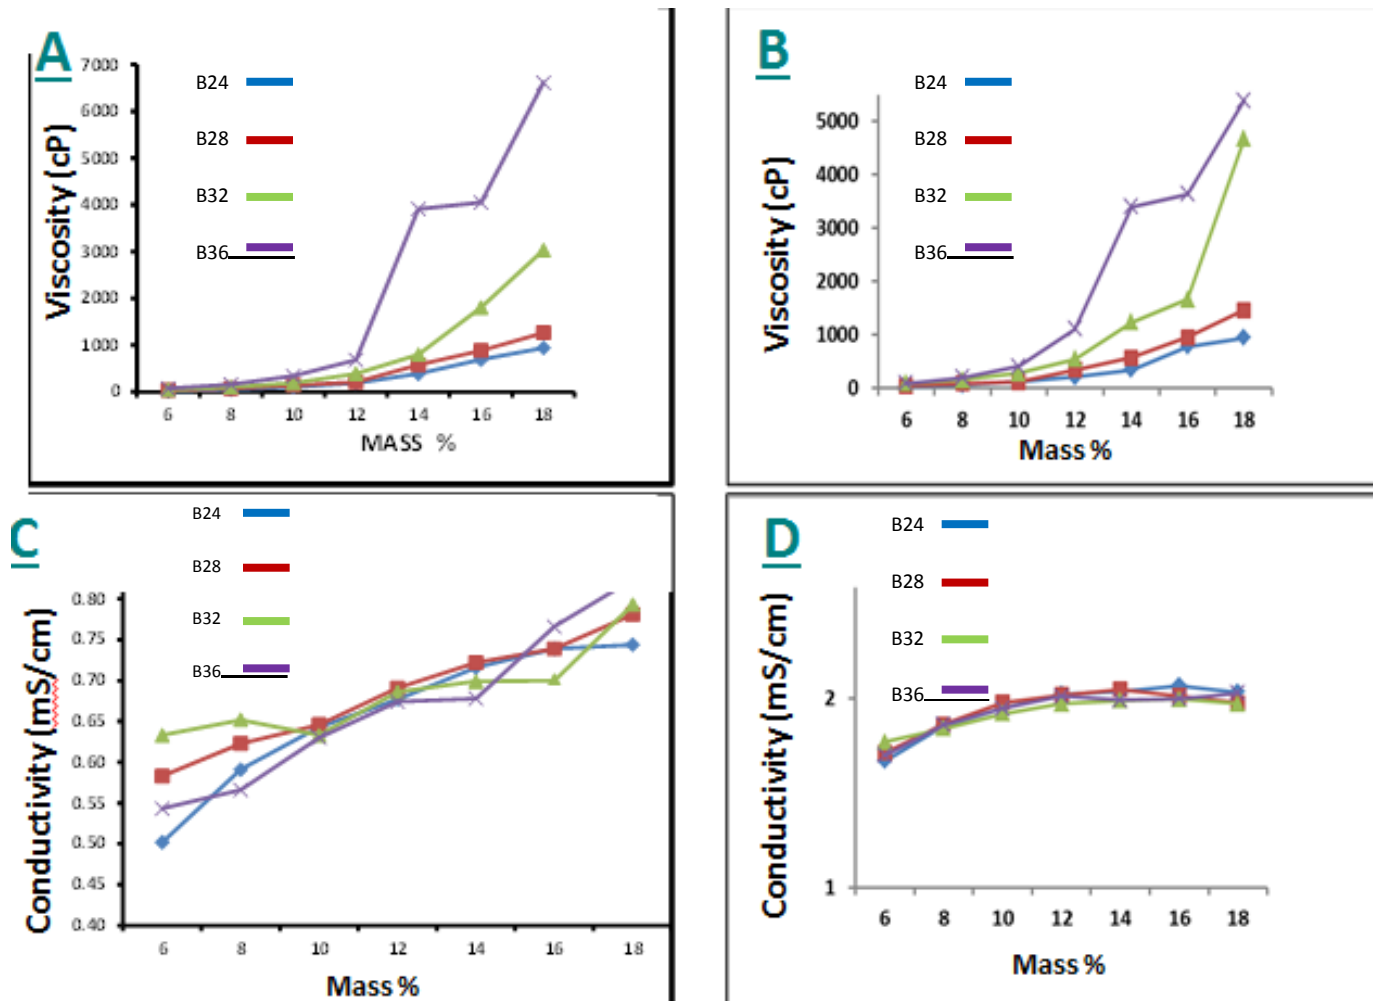 A
7000
6000
5000
4000
3000
2000
1000
0
Viscosity (cP)
B24
B28
B32
B36
6 8 10 12 14 16 18
MASS %
B
5000
4000
3000
2000
1000
0
Viscosity (cP)
B24
B28
B32
B36
6 8 10 12 14 16 18
Mass %
C
B24
B28
B32
B36
0.80
0.75
0.70
0.65
0.60
0.55
0.50
0.45
0.40
Conductivity (mS/cm)
6 8 10 12 14 16 18
Mass %
D
B24
B28
B32
B36
2
1
Conductivity (mS/cm)
6 8 10 12 14 16 18
Mass %